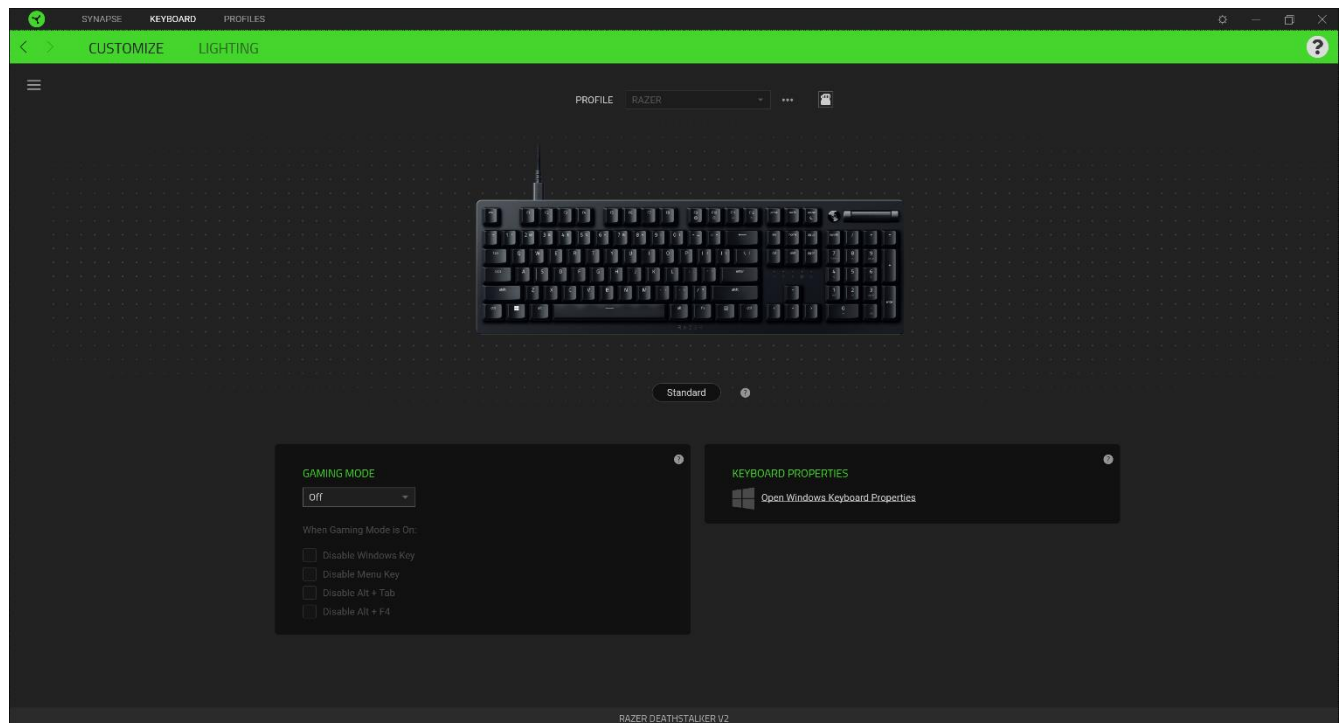 SYNAPSE KEYBOARD PROFILES
CUSTOMIZE LIGHTING
?
PROFILE RAZER
Standard ?
GAMING MODE ?
Off
When Gaming Mode is On:
Disable Windows Key
Disable Menu Key
Disable Alt + Tab
Disable Alt + F4
KEYBOARD PROPERTIES ?
Open Windows Keyboard Properties
RAZER DEATHSTALKER V2